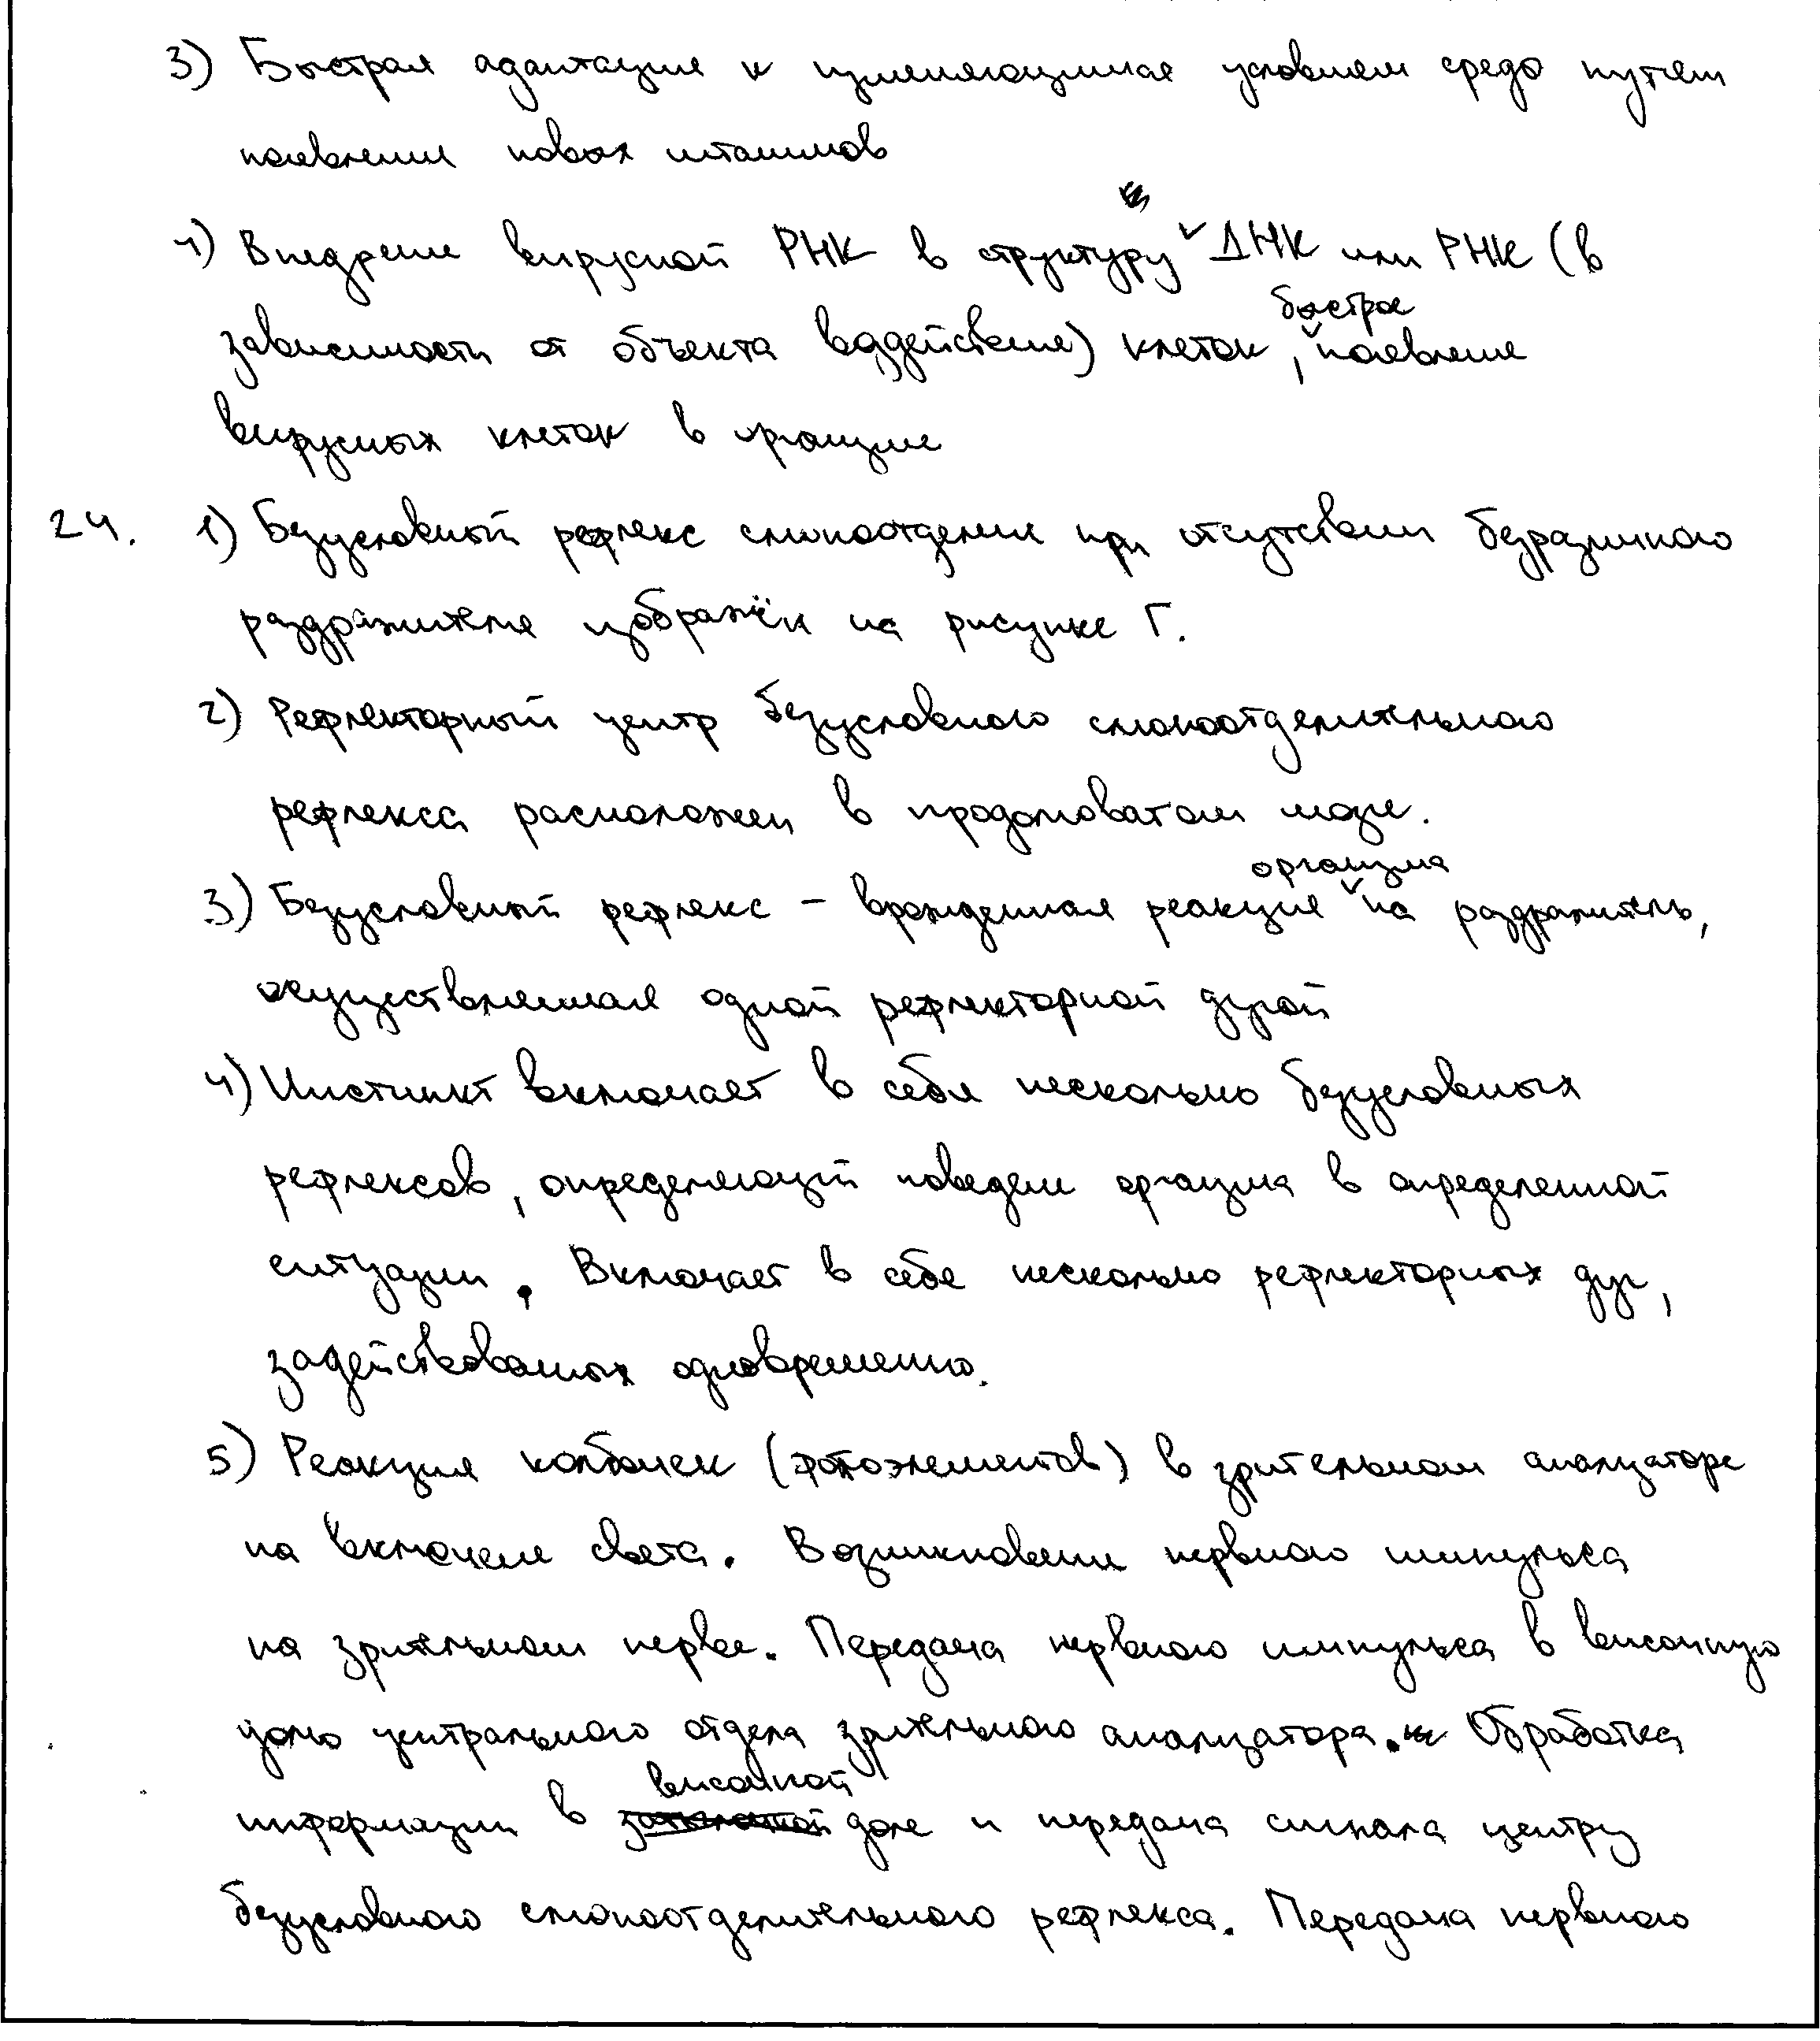 3) Быстрая адаптация к изменяющимся условиям среды путём
появления новых штаммов
4) Внедрение вирусной РНК в структуру ДНК или РНК (в
зависимости от объекта воздействия) клеток, быстрое появление
вирусных клеток в организме
24. 1) Безусловный рефлекс слюноотделения при отсутствии безразличного
раздражителя изображён на рисунке Г.
2) Рефлекторный центр безусловного слюноотделительного
рефлекса расположен в продолговатом мозге.
3) Безусловный рефлекс – врожденная реакция организма на раздражитель,
осуществленная одной рефлекторной дугой
4) Инстинкт включает в себя несколько безусловных
рефлексов, определяющий поведение организма в определенной
ситуации. Включает в себя несколько рефлекторных дуг,
задействованных одновременно.
5) Реакция колбочек (фотоэлементов) в зрительном анализаторе
на включение света. Возникновение нервного импульса
на зрительном нерве. Передача нервного импульса в височную
долю центрального отдела зрительного анализатора. Обработка
информации в височной доле и передача сигнала центру
безусловного слюноотделительного рефлекса. Передача нервного